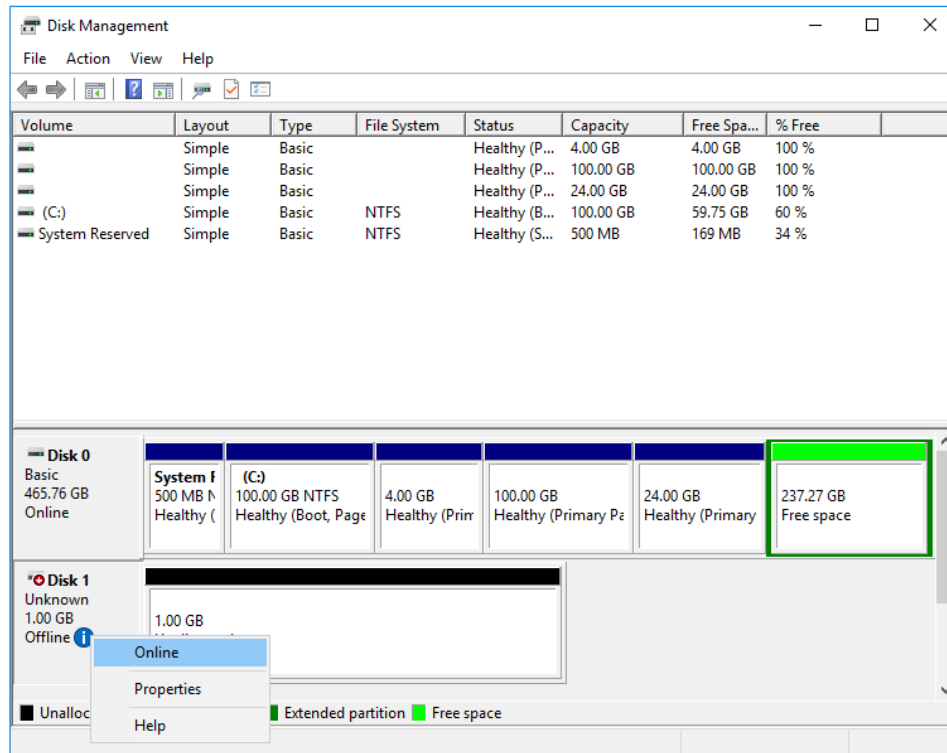 Disk Management
File Action View Help
Volume Layout Type File System Status Capacity Free Spa... % Free
Simple Basic Healthy (P... 4.00 GB 4.00 GB 100 %
Simple Basic Healthy (P... 100.00 GB 100.00 GB 100 %
Simple Basic Healthy (P... 24.00 GB 24.00 GB 100 %
(C:) Simple Basic NTFS Healthy (B... 100.00 GB 59.75 GB 60 %
System Reserved Simple Basic NTFS Healthy (S... 500 MB 169 MB 34 %
Disk 0
Basic
465.76 GB
Online
System
500 MB N
Healthy (
(C:)
100.00 GB NTFS
Healthy (Boot, Page
4.00 GB
Healthy (Prim
100.00 GB
Healthy (Primary Pa
24.00 GB
Healthy (Primary
237.27 GB
Free space
Disk 1
Unknown
1.00 GB
Offline
1.00 GB
Online
Properties
Help
Unalloc
Extended partition Free space